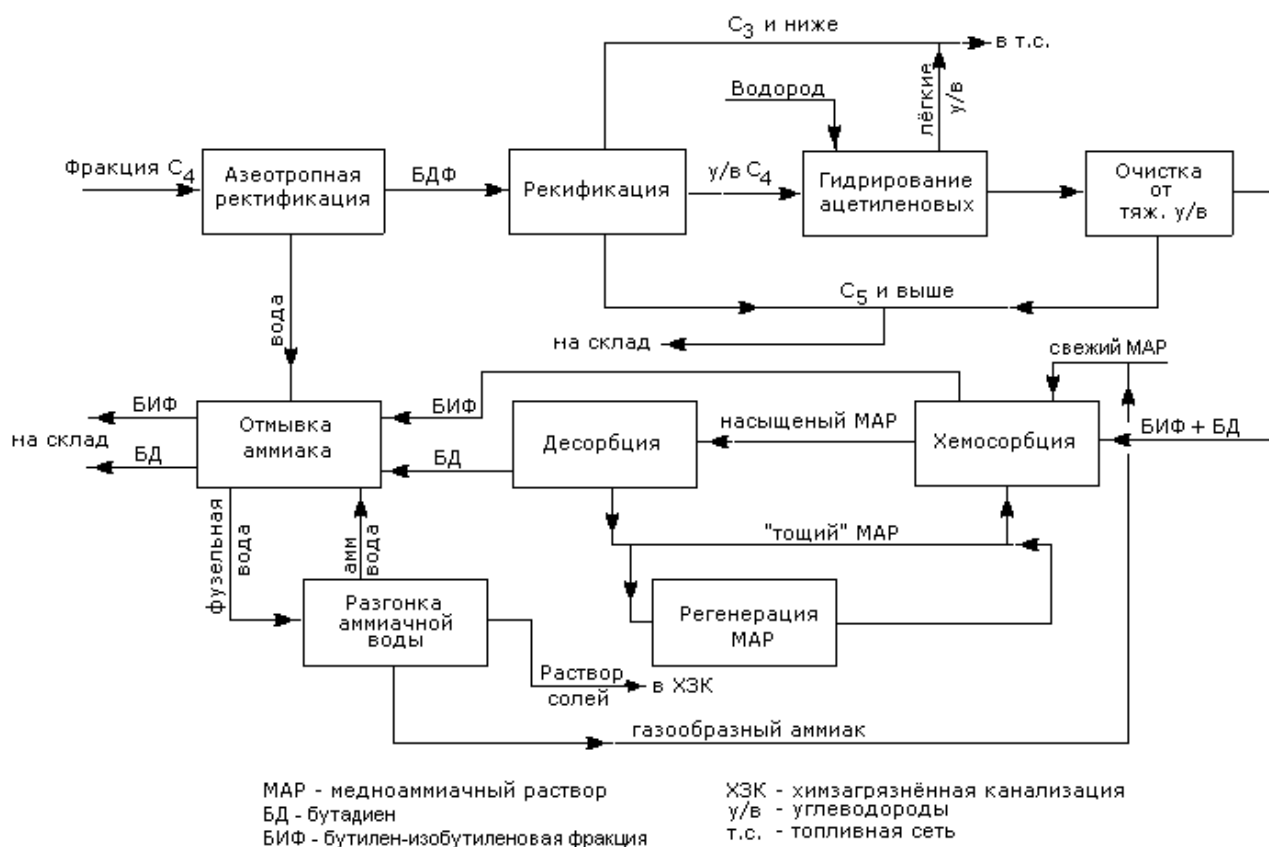 C3 и ниже
в т.с.
лёгкие
у/в
Водород
Фракция C4
Азеотропная
ректификация
БДФ
Рекификация
у/в C4
Гидрирование
ацетиленовых
Очистка
от
тяж. у/в
вода
C5 и выше
на склад
свежий МАР
БИФ
Отмывка
аммиака
БИФ
Десорбция
насыщеный МАР
Хемосорбция
БИФ + БД
на склад
БД
БД
фузельная
вода
амм
вода
"тощий" МАР
Разгонка
аммиачной
воды
Регенерация
МАР
Раствор
солей
в ХЗК
газообразный аммиак
МАР - медноаммиачный раствор
БД - бутадиен
БИФ - бутилен-изобутиленовая фракция
ХЗК - химзагрязнённая канализация
у/в - углеводороды
т.с. - топливная сеть